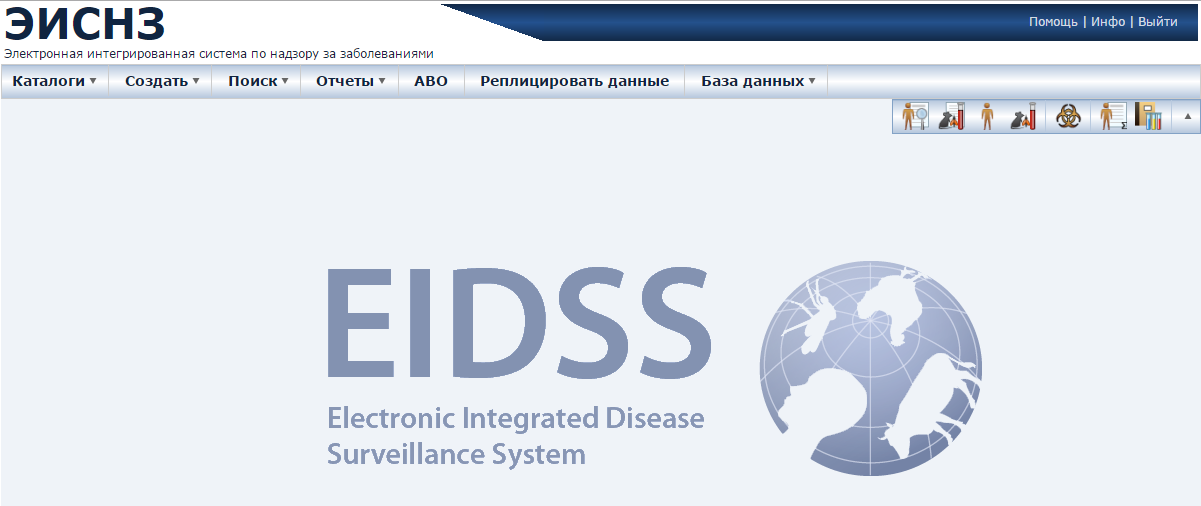 ЭИСНЗ
Помощь | Инфо | Выйти
Электронная интегрированная система по надзору за заболеваниями
Каталоги Создать Поиск Отчеты АВО Реплицировать данные База данных
Σ
EIDSS
Electronic Integrated Disease
Surveillance System